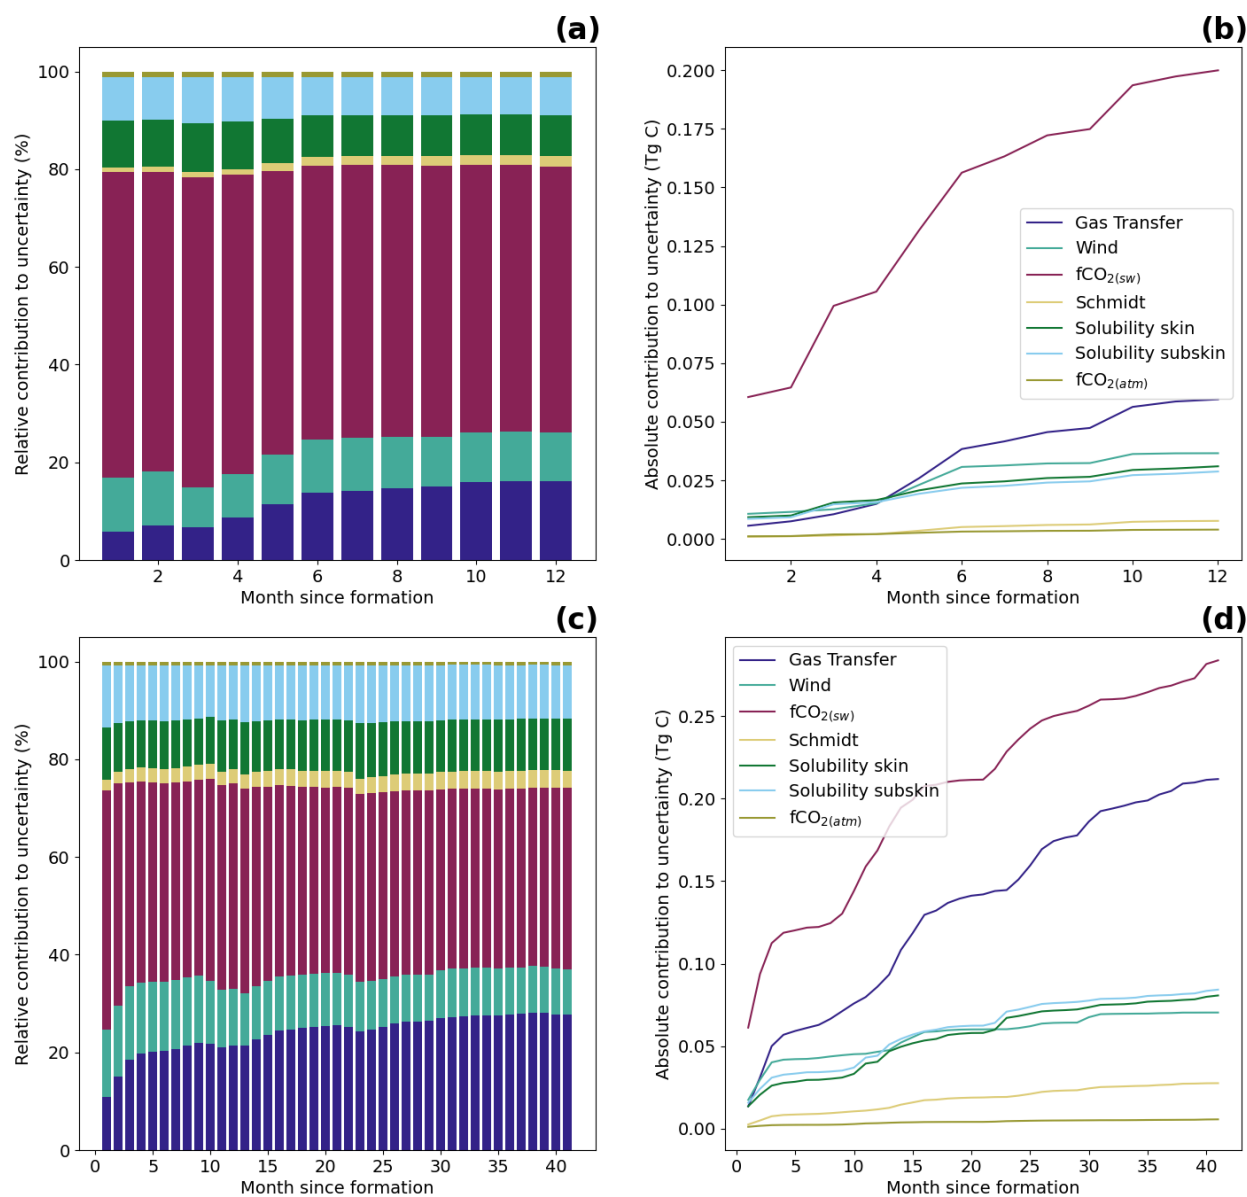 (a)
100
80
60
40
20
0
Relative contribution to uncertainty (%)
2 4 6 8 10 12
Month since formation
(b)
0.200
0.175
0.150
0.125
0.100
0.075
0.050
0.025
0.000
Absolute contribution to uncertainty (Tg C)
Gas Transfer
Wind
fCO₂₍sw₎
Schmidt
Solubility skin
Solubility subskin
fCO₂₍atm₎
2 4 6 8 10 12
Month since formation
(c)
100
80
60
40
20
0
Relative contribution to uncertainty (%)
0 5 10 15 20 25 30 35 40
Month since formation
(d)
0.25
0.20
0.15
0.10
0.05
0.00
Absolute contribution to uncertainty (Tg C)
Gas Transfer
Wind
fCO₂₍sw₎
Schmidt
Solubility skin
Solubility subskin
fCO₂₍atm₎
0 5 10 15 20 25 30 35 40
Month since formation